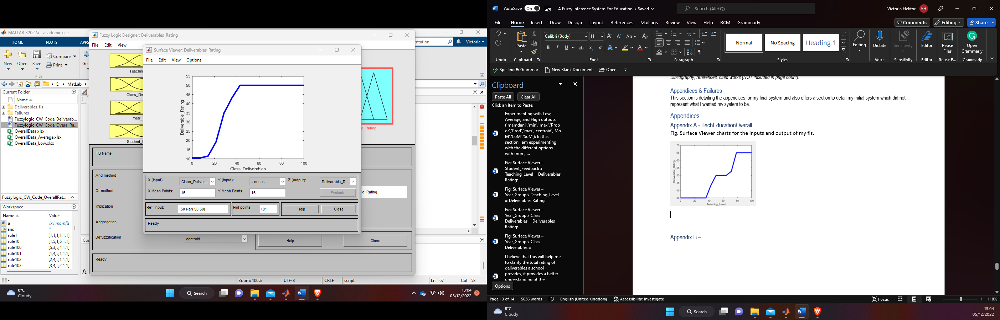 MATLAB R2022a - academic use
HOME
PLOTS
APPS
New
Open
Save
Compare
Print
Go
FILE
E:
MatLab
Current Folder
Name
Deliverables_fis
Failures
Fuzzylogic_CW_Code_Deliverab...
Fuzzylogic_CW_Code_OverallRa...
OverallData.xlsx
OverallData_Average.xlsx
OverallData_Low.xlsx
Fuzzylogic_CW_Code_OverallRat...
Workspace
Name
Value
a
1x1 mamfis
ans
''
rule1
[1,1,1,1,1,1]
rule10
[1,5,1,5,1,1]
rule100
[5,3,5,4,1,1]
rule101
[1,4,5,1,1,1]
rule102
[2,4,5,1,1,1]
rule103
[3,4,5,2,1,1]
Victoria
Fuzzy Logic Designer: Deliverables_Rating
File Edit View
FIS Name:
And method
Or method
Implication
Aggregation
Defuzzification
centroid
Help
Close
Ready
Surface Viewer: Deliverables_Rating
File Edit View Options
55
50
45
40
35
30
25
20
15
10
0 20 40 60 80 100
Deliverable_Rating
Class_Deliverables
X (input):
Class_Deliver...
Y (input):
- none -
Z (output):
Deliverable_R...
X Mesh Points:
15
Y Mesh Points:
15
Evaluate
Ref. Input:
[50 NaN 50 50]
Plot points:
101
Help
Close
Ready
Zoom: 100%
UTF-8
CRLF
script
Ln 67
Col 58
8°C
Cloudy
Search
13:04
05/12/2022
2
AutoSave
On
A Fuzzy Inference System For Education • Saved
Search (Alt+Q)
Victoria Hektor
VH
File Home Insert Draw Design Layout References Mailings Review View Help RCM Grammarly
Comments
Editing
Share
Undo
Paste
Clipboard
Calibri (Body)
11
Font
Paragraph
Normal
No Spacing
Heading 1
Styles
Editing
Dictate
Voice
Sensitivity
Sensitivity
Editor
Editor
Reuse
Files
Reuse F...
Open
Grammarly
Grammarly
Spelling & Grammar
New Blank Document
Open
Clipboard
Paste All
Clear All
Click an Item to Paste:
Experimenting with Low,
Average, and High outputs
('mamdani','min','max','Prob
or','Prod','max','centroid','Mo
M','LoM','SoM'): In this
section I am experimenting
with the different options
with mom, ...
Fig: Surface Viewer –
Student_Feedback x
Teaching_Level = Deliverables
Rating:
Fig: Surface Viewer –
Year_Group x Teaching_Level
= Deliverables Rating:
Fig: Surface Viewer –
Year_Group x Class
Deliverables = Deliverables
Rating:
Fig: Surface Viewer –
Year_Group x Class
Deliverables =
I believe that this will help me
to clarify the total rating of
deliverables a school
provides, it provides a better
understanding of the
Options
Bibliography, references, cited works (NOT included in page count).
Appendices & Failures
This section is detailing the appendices for my final system and also offers a section to detail my initial system which did not
represent what I wanted my system to be.
Appendices
Appendix A - TechEducationOverall
Fig. Surface Viewer charts for the inputs and output of my fis.
70
65
60
55
50
45
40
35
0 20 40 60 80 100
Deliverable_Rating
Teaching_Level
Appendix B –
Page 13 of 14
5636 words
English (United Kingdom)
Accessibility: Investigate
Focus
110%
8°C
Cloudy
Search
13:04
05/12/2022